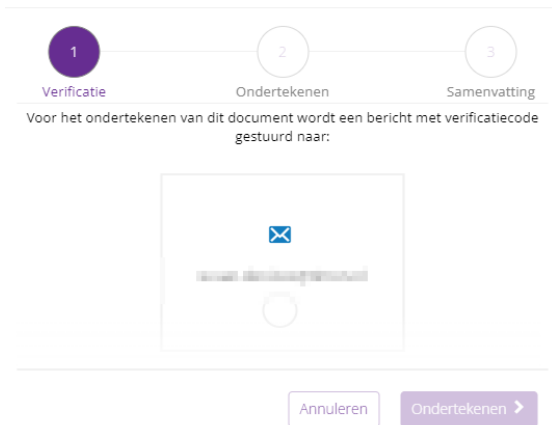 1
2
3
Verificatie
Ondertekenen
Samenvatting
Voor het ondertekenen van dit document wordt een bericht met verificatiecode
gestuurd naar:
Annuleren
Ondertekenen